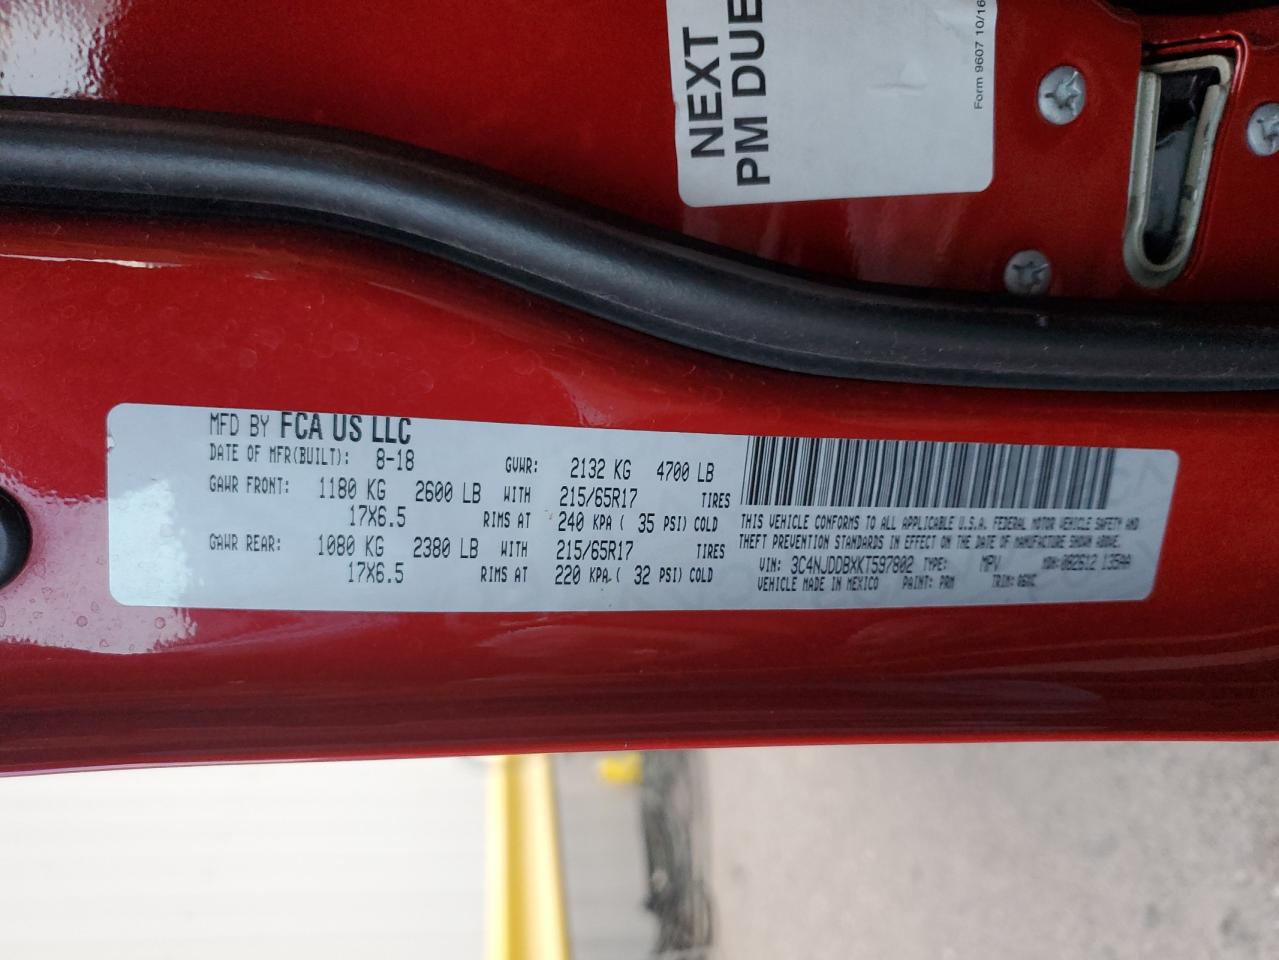 NEXT
PM DUE
Form 9607 10/16
MFD BY FCA US LLC
DATE OF MFR(BUILT): 8-18 GVWR: 2132 KG 4700 LB
GAWR FRONT: 1180 KG 2600 LB WITH 215/65R17 TIRES
17X6.5 RIMS AT 240 KPA ( 35 PSI) COLD
GAWR REAR: 1080 KG 2380 LB WITH 215/65R17 TIRES
17X6.5 RIMS AT 220 KPA ( 32 PSI) COLD
THIS VEHICLE CONFORMS TO ALL APPLICABLE U.S.A. FEDERAL MOTOR VEHICLE SAFETY AND
THEFT PREVENTION STANDARDS IN EFFECT ON THE DATE OF MANUFACTURE SHOWN ABOVE.
VIN: 3C4NJDDBXKT597802 TYPE: MPV MDH: 082612 135AA
VEHICLE MADE IN MEXICO PAINT: PRM TRIM: